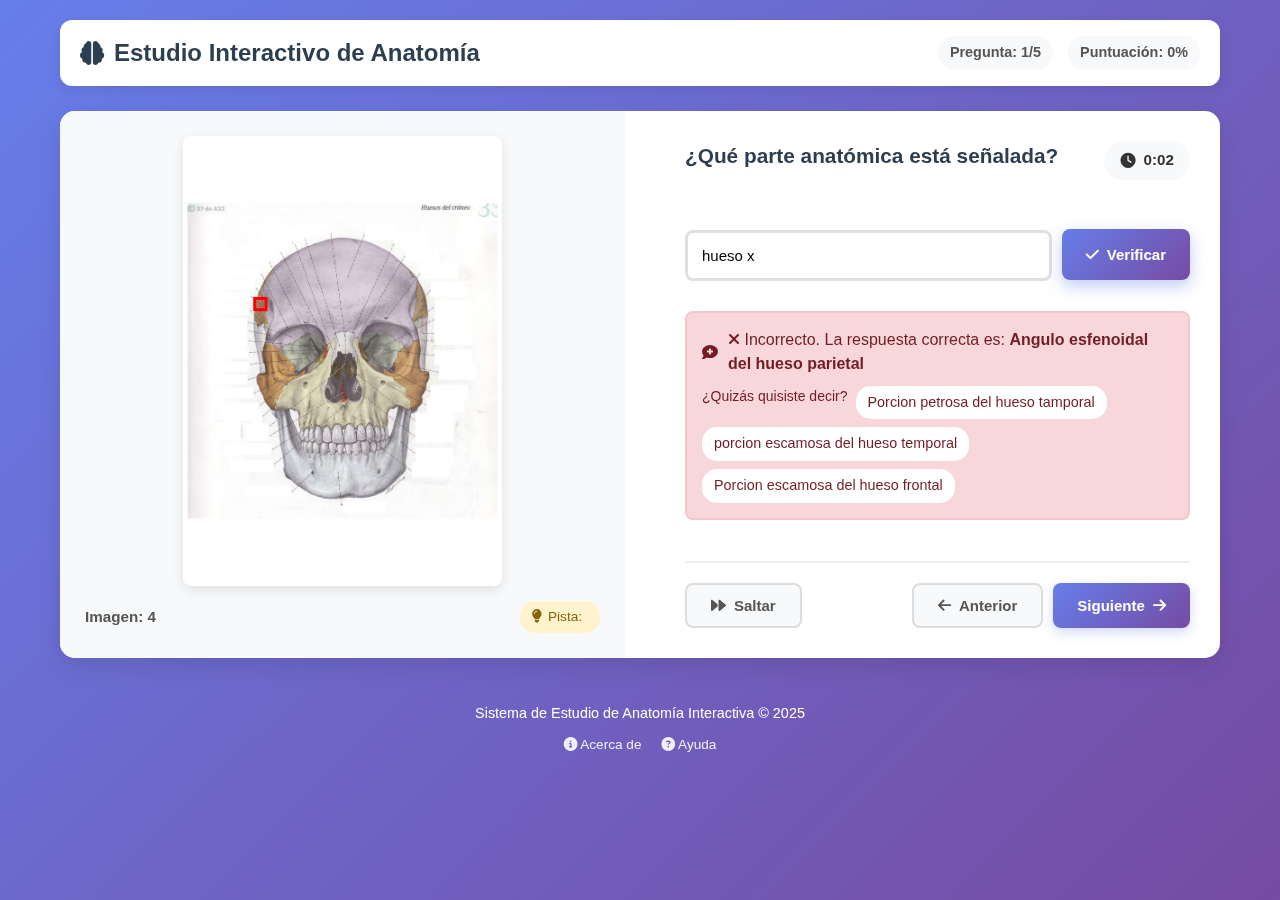 Estudio Interactivo de Anatomía
Pregunta: 1/5
Puntuación: 0%
37 de 432
Huesos del cráneo
¿Qué parte anatómica está señalada?
0:02
hueso x
Verificar
Incorrecto. La respuesta correcta es: Angulo esfenoidal
del hueso parietal
¿Quizás quisiste decir?
Porcion petrosa del hueso tamporal
porcion escamosa del hueso temporal
Porcion escamosa del hueso frontal
Imagen: 4
Pista:
Saltar
Anterior
Siguiente
Sistema de Estudio de Anatomía Interactiva © 2025
Acerca de
Ayuda